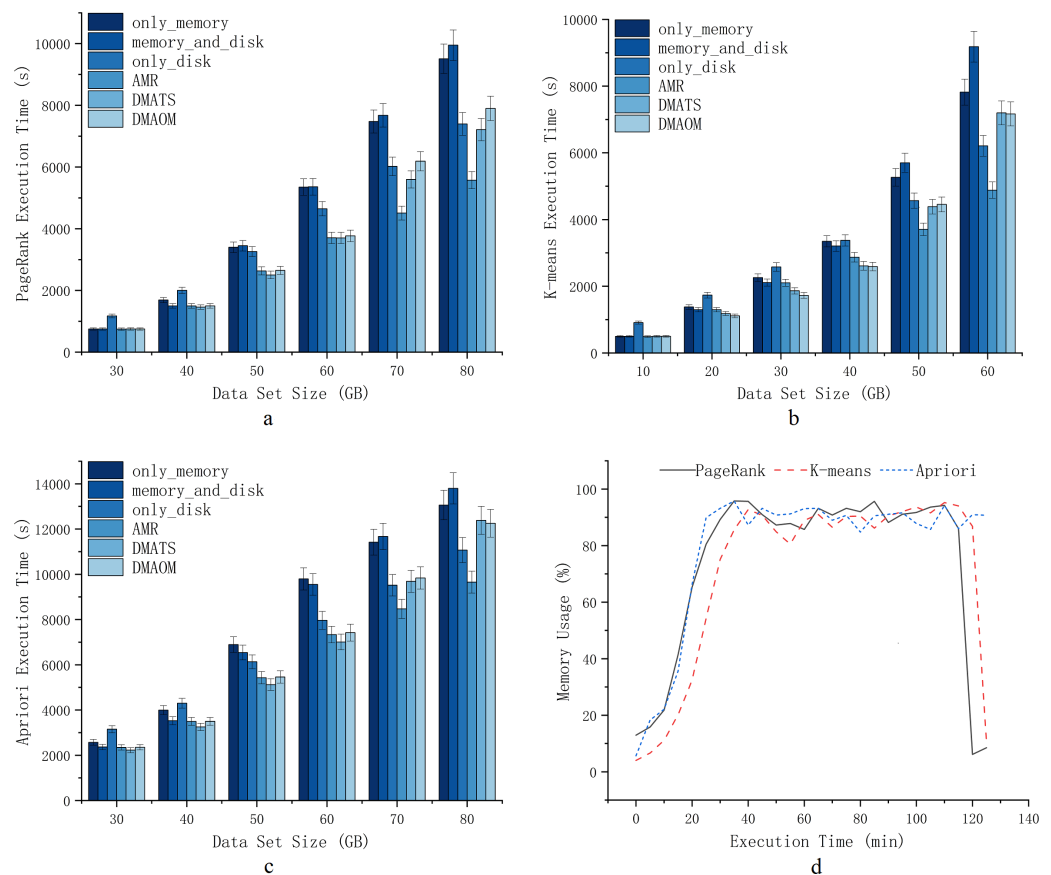 only_memory
memory_and_disk
only_disk
AMR
DMATS
DMAOM
PageRank Execution Time (s)
10000
8000
6000
4000
2000
0
30 40 50 60 70 80
Data Set Size (GB)
a
only_memory
memory_and_disk
only_disk
AMR
DMATS
DMAOM
K-means Execution Time (s)
10000
8000
6000
4000
2000
0
10 20 30 40 50 60
Data Set Size (GB)
b
only_memory
memory_and_disk
only_disk
AMR
DMATS
DMAOM
Apriori Execution Time (s)
14000
12000
10000
8000
6000
4000
2000
0
30 40 50 60 70 80
Data Set Size (GB)
c
PageRank K-means Apriori
Memory Usage (%)
100
80
60
40
20
0
0 20 40 60 80 100 120 140
Execution Time (min)
d